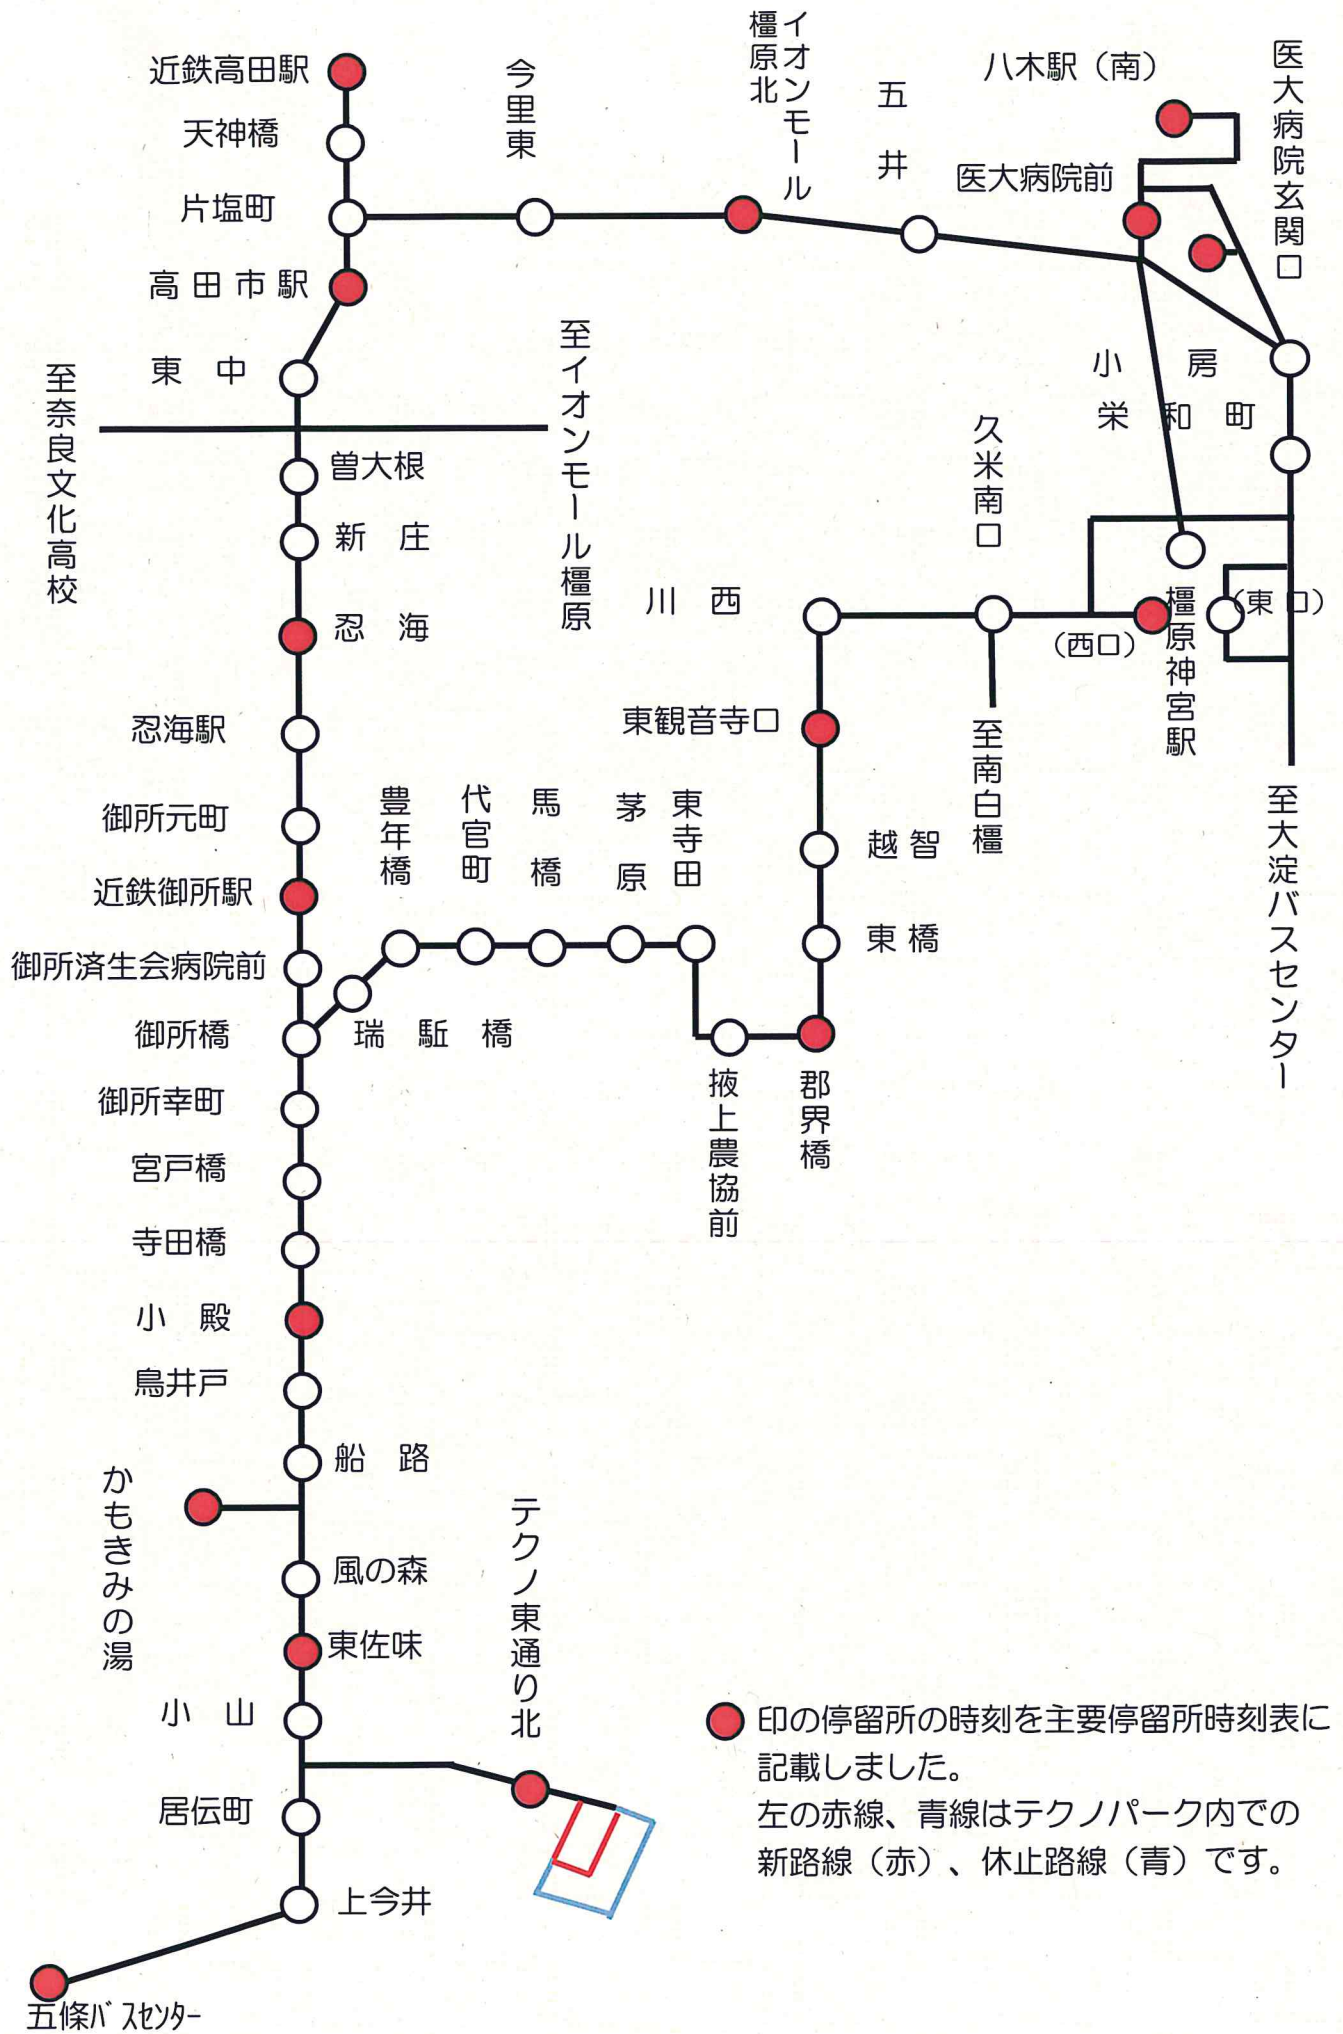 近鉄高田駅
天神橋
片塩町
高田市駅
東中
今里東
イオンモール
橿原北
五井
八木駅（南）
医大病院前
医大病院玄関口
小房
栄和町
至奈良文化高校
至イオンモール橿原
曽大根
新庄
忍海
忍海駅
御所元町
近鉄御所駅
御所済生会病院前
御所橋
御所幸町
宮戸橋
寺田橋
小殿
鳥井戸
船路
かもきみの湯
風の森
東佐味
小山
居伝町
上今井
五條バスセンター
テクノ東通り北
瑞駈橋
豊年橋
代官町
馬橋
茅原
東寺田
掖上農協前
郡界橋
東橋
越智
東観音寺口
川西
久米南口
至南白橿
（西口）
橿原神宮駅
（東口）
至大淀バスセンター
印の停留所の時刻を主要停留所時刻表に
記載しました。
左の赤線、青線はテクノパーク内での
新路線（赤）、休止路線（青）です。